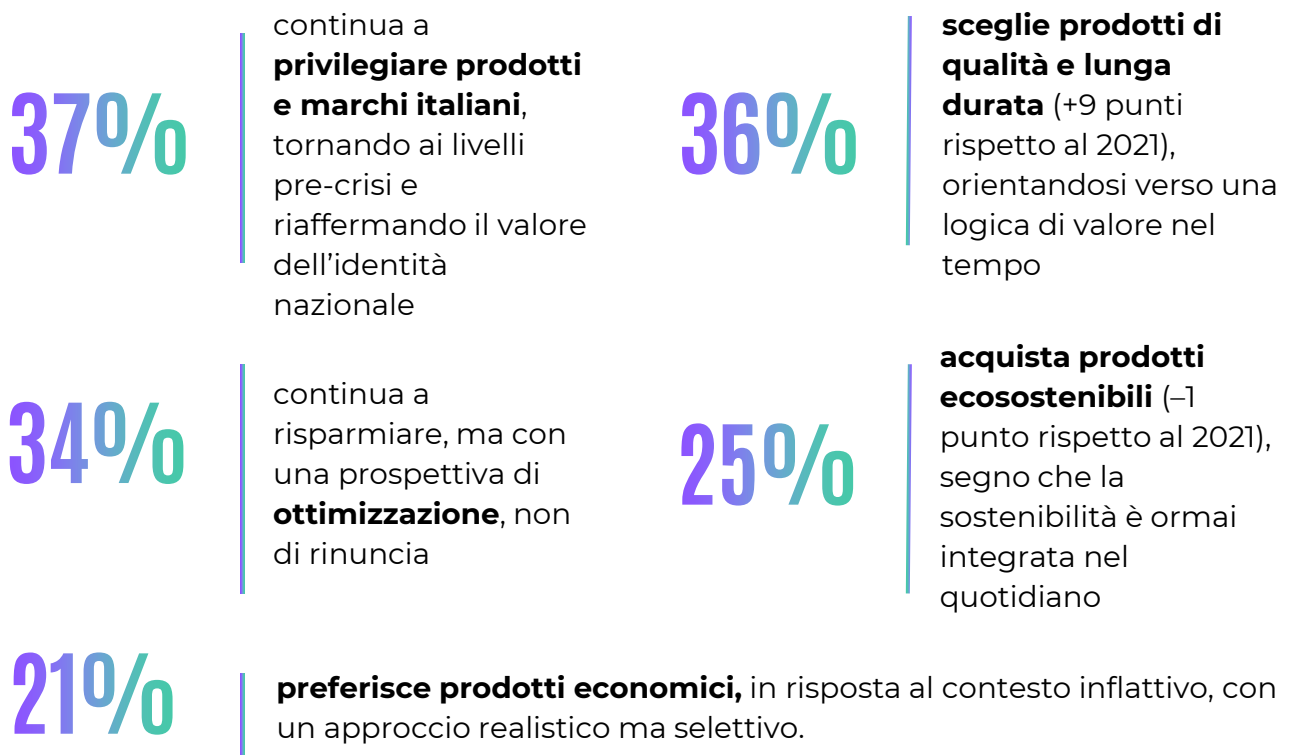 37%
continua a
privilegiare prodotti
e marchi italiani,
tornando ai livelli
pre-crisi e
riaffermando il valore
dell’identità
nazionale
36%
sceglie prodotti di
qualità e lunga
durata (+9 punti
rispetto al 2021),
orientandosi verso una
logica di valore nel
tempo
34%
continua a
risparmiare, ma con
una prospettiva di
ottimizzazione, non
di rinuncia
25%
acquista prodotti
ecosostenibili (–1
punto rispetto al 2021),
segno che la
sostenibilità è ormai
integrata nel
quotidiano
21%
preferisce prodotti economici, in risposta al contesto inflattivo, con
un approccio realistico ma selettivo.